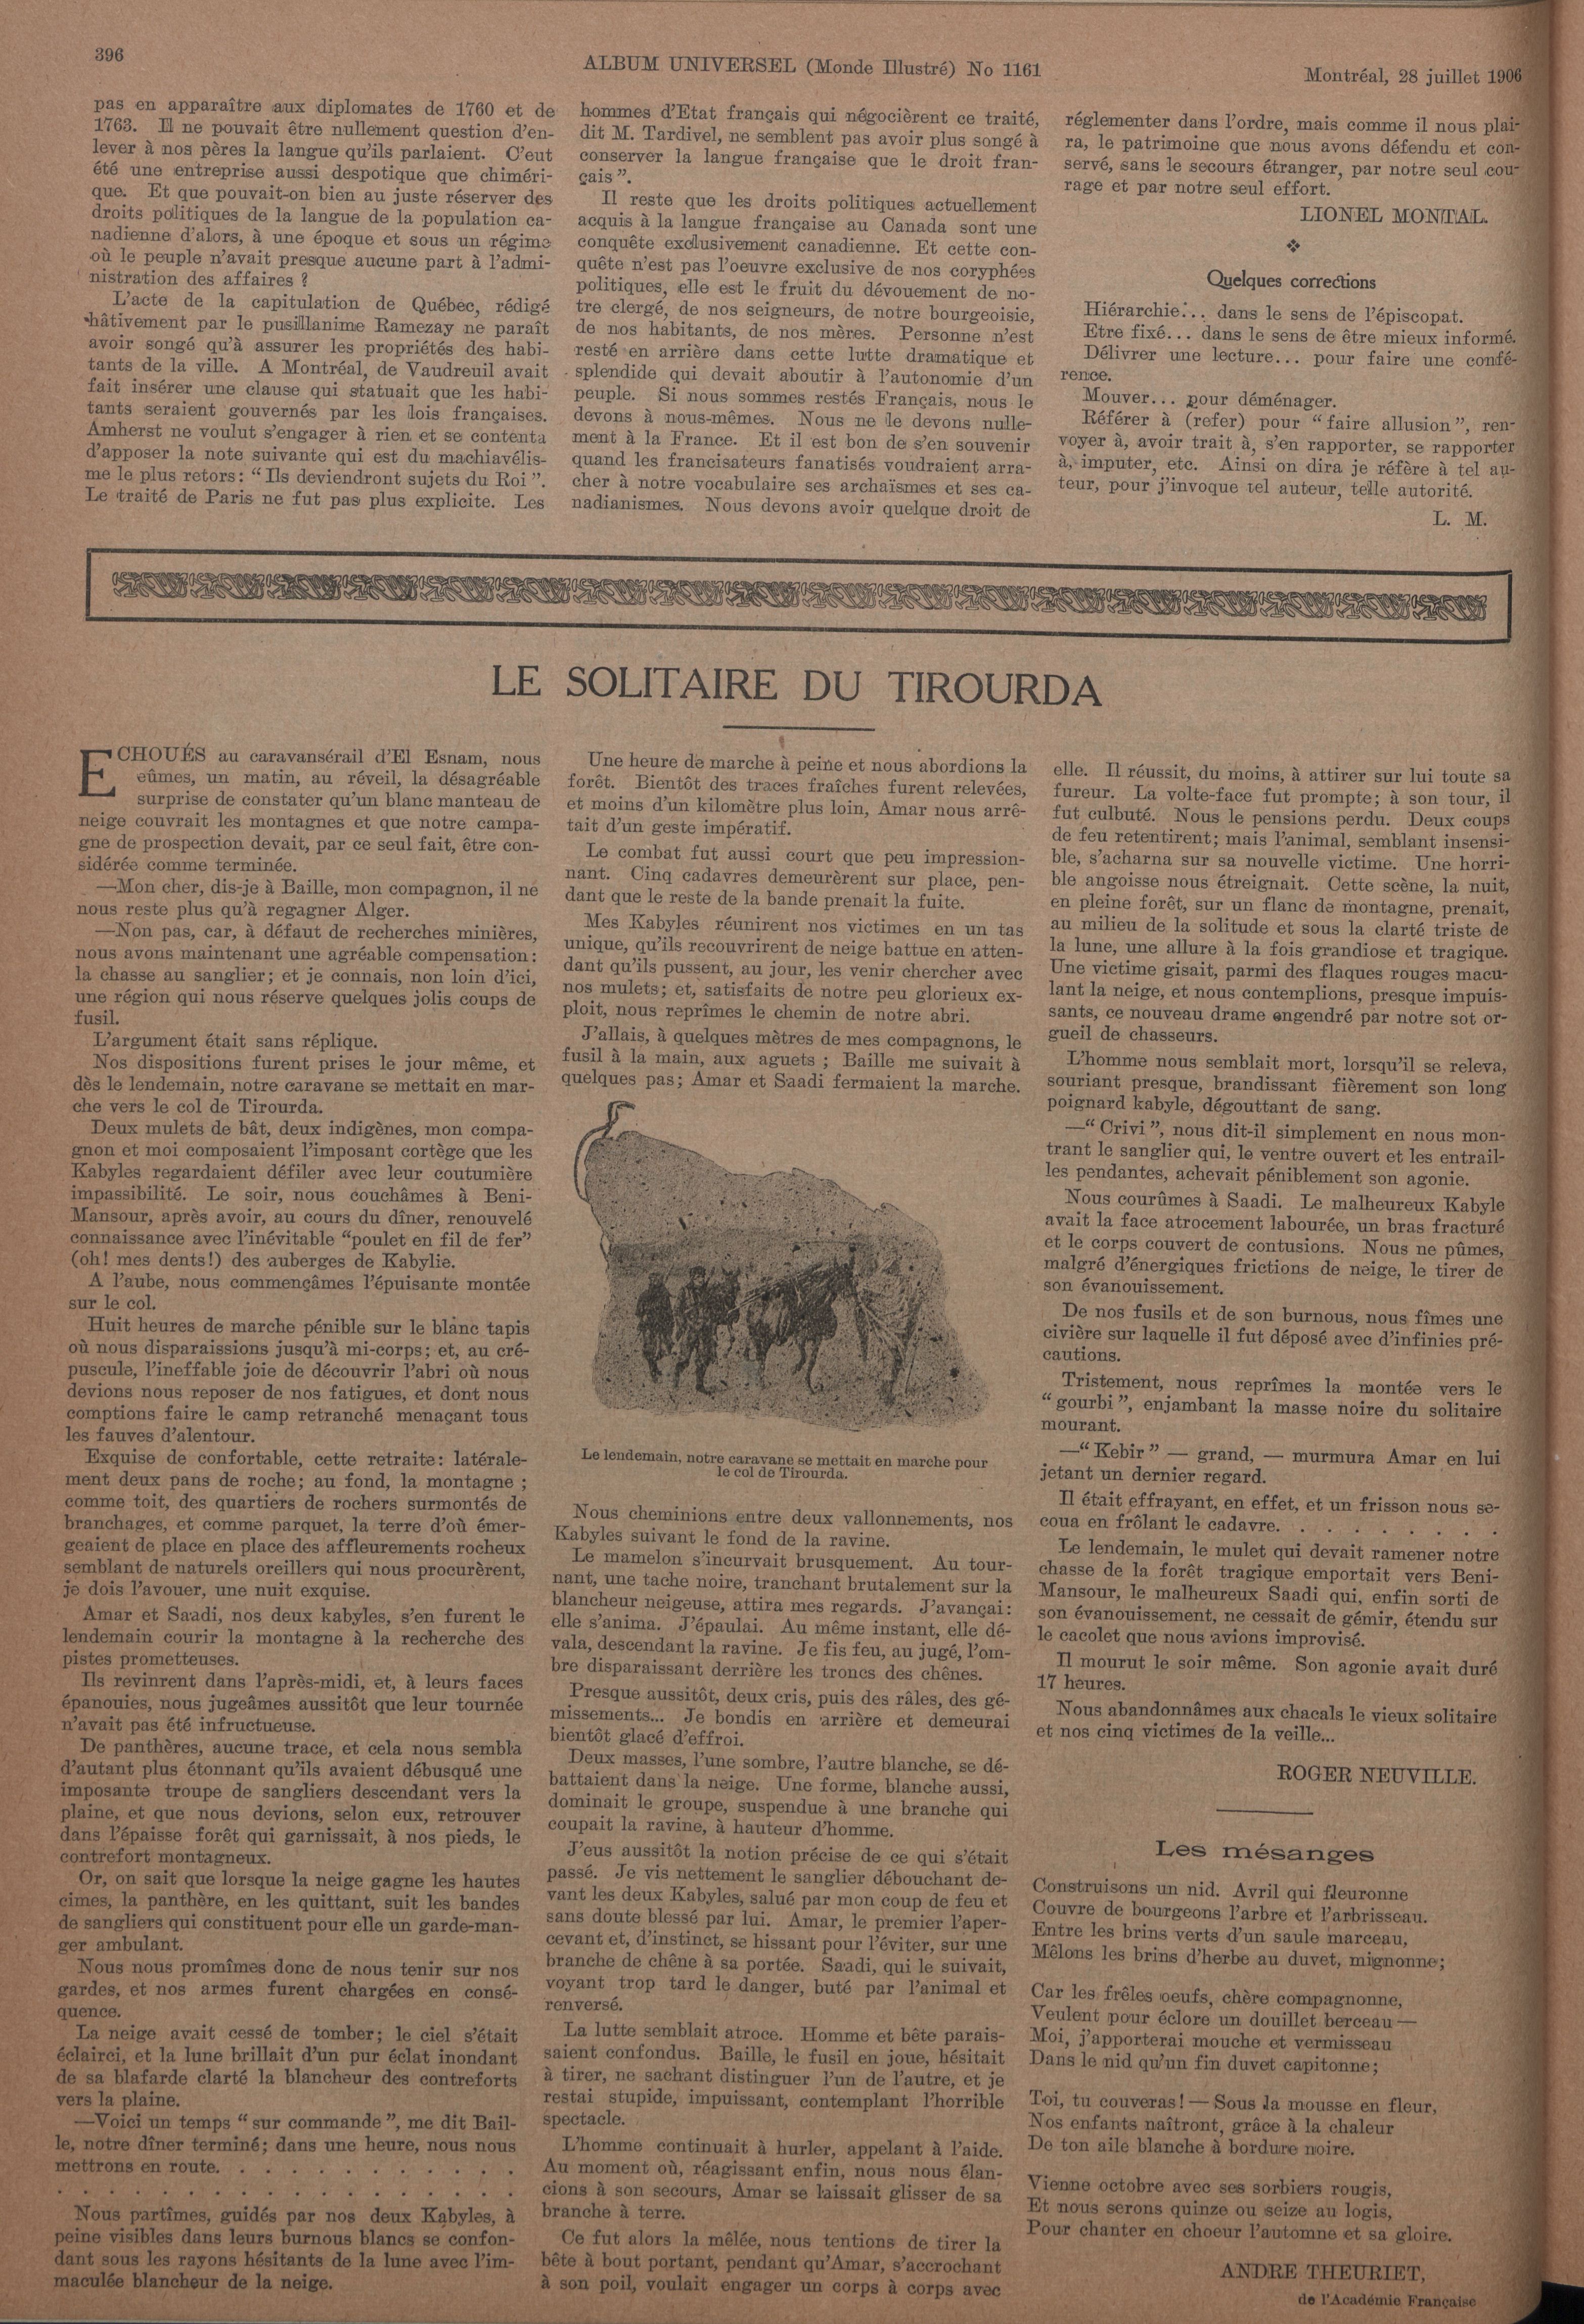 396
ALBUM UNIVERSEL (Monde Illustré) No 1161
Montréal, 28 juillet 1906
pas en apparaître aux diplomates de 1760 et de
1763. Il ne pouvait être nullement question d'en-
lever à nos pères la langue qu'ils parlaient. C'eut
été une entreprise aussi despotique que chiméri-
que. Et que pouvait-on bien au juste réserver des
droits politiques de la langue de la population ca-
nadienne d'alors, à une époque et sous un régime
où le peuple n'avait presque aucune part à l'admi-
nistration des affaires ?
L'acte de la capitulation de Québec, rédigé
hâtivement par le pusillanime Ramezay ne paraît
avoir songé qu'à assurer les propriétés des habi-
tants de la ville. A Montréal, de Vaudreuil avait
fait insérer une clause qui statuait que les habi-
tants seraient gouvernés par les lois françaises.
Amherst ne voulut s'engager à rien et se contenta
d'apposer la note suivante qui est du machiavélis-
me le plus retors: "Ils deviendront sujets du Roi".
Le traité de Paris ne fut pas plus explicite. Les
hommes d'Etat français qui négocièrent ce traité,
dit M. Tardivel, ne semblent pas avoir plus songé à
conserver la langue française que le droit fran-
çais".
Il reste que les droits politiques actuellement
acquis à la langue française au Canada sont une
conquête exclusivement canadienne. Et cette con-
quête n'est pas l'oeuvre exclusive de nos coryphées
politiques, elle est le fruit du dévouement de no-
tre clergé, de nos seigneurs, de notre bourgeoisie,
de nos habitants, de nos mères. Personne n'est
resté en arrière dans cette lutte dramatique et
splendide qui devait aboutir à l'autonomie d'un
peuple. Si nous sommes restés Français, nous le
devons à nous-mêmes. Nous ne le devons nulle-
ment à la France. Et il est bon de s'en souvenir
quand les francisateurs fanatisés voudraient arra-
cher à notre vocabulaire ses archaïsmes et ses ca-
nadianismes. Nous devons avoir quelque droit de
réglementer dans l'ordre, mais comme il nous plai-
ra, le patrimoine que nous avons défendu et con-
servé, sans le secours étranger, par notre seul cou-
rage et par notre seul effort.
LIONEL MONTAL.
Quelques corrections
Hiérarchie... dans le sens de l'épiscopat.
Etre fixé... dans le sens de être mieux informé.
Délivrer une lecture... pour faire une confé-
rence.
Mouver... pour déménager.
Référer à (refer) pour "faire allusion", ren-
voyer à, avoir trait à, s'en rapporter, se rapporter
à, imputer, etc. Ainsi on dira je réfère à tel au-
teur, pour j'invoque tel auteur, telle autorité.
L. M.
LE SOLITAIRE DU TIROURDA
ECHOUÉS au caravansérail d'El Esnam, nous
eûmes, un matin, au réveil, la désagréable
surprise de constater qu'un blanc manteau de
neige couvrait les montagnes et que notre campa-
gne de prospection devait, par ce seul fait, être con-
sidérée comme terminée.
—Mon cher, dis-je à Baille, mon compagnon, il ne
nous reste plus qu'à regagner Alger.
—Non pas, car, à défaut de recherches minières,
nous avons maintenant une agréable compensation:
la chasse au sanglier; et je connais, non loin d'ici,
une région qui nous réserve quelques jolis coups de
fusil.
L'argument était sans réplique.
Nos dispositions furent prises le jour même, et
dès le lendemain, notre caravane se mettait en mar-
che vers le col de Tirourda.
Deux mulets de bât, deux indigènes, mon compa-
gnon et moi composaient l'imposant cortège que les
Kabyles regardaient défiler avec leur coutumière
impassibilité. Le soir, nous couchâmes à Beni-
Mansour, après avoir, au cours du dîner, renouvelé
connaissance avec l'inévitable "poulet en fil de fer"
(oh! mes dents!) des auberges de Kabylie.
A l'aube, nous commençâmes l'épuisante montée
sur le col.
Huit heures de marche pénible sur le blanc tapis
où nous disparaissions jusqu'à mi-corps; et, au cré-
puscule, l'ineffable joie de découvrir l'abri où nous
devions nous reposer de nos fatigues, et dont nous
comptions faire le camp retranché menaçant tous
les fauves d'alentour.
Exquise de confortable, cette retraite: latérale-
ment deux pans de roche; au fond, la montagne ;
comme toit, des quartiers de rochers surmontés de
branchages, et comme parquet, la terre d'où émer-
geaient de place en place des affleurements rocheux
semblant de naturels oreillers qui nous procurèrent,
je dois l'avouer, une nuit exquise.
Amar et Saadi, nos deux kabyles, s'en furent le
lendemain courir la montagne à la recherche des
pistes prometteuses.
Ils revinrent dans l'après-midi, et, à leurs faces
épanouies, nous jugeâmes aussitôt que leur tournée
n'avait pas été infructueuse.
De panthères, aucune trace, et cela nous sembla
d'autant plus étonnant qu'ils avaient débusqué une
imposante troupe de sangliers descendant vers la
plaine, et que nous devions, selon eux, retrouver
dans l'épaisse forêt qui garnissait, à nos pieds, le
contrefort montagneux.
Or, on sait que lorsque la neige gagne les hautes
cimes, la panthère, en les quittant, suit les bandes
de sangliers qui constituent pour elle un garde-man-
ger ambulant.
Nous nous promîmes donc de nous tenir sur nos
gardes, et nos armes furent chargées en consé-
quence.
La neige avait cessé de tomber; le ciel s'était
éclairci, et la lune brillait d'un pur éclat inondant
de sa blafarde clarté la blancheur des contreforts
vers la plaine.
—Voici un temps "sur commande", me dit Bail-
le, notre dîner terminé; dans une heure, nous nous
mettrons en route. . . . . . . . . . . .
. . . . . . . . . . . . . . . . . .
Nous partîmes, guidés par nos deux Kabyles, à
peine visibles dans leurs burnous blancs se confon-
dant sous les rayons hésitants de la lune avec l'im-
maculée blancheur de la neige.
Une heure de marche à peine et nous abordions la
forêt. Bientôt des traces fraîches furent relevées,
et moins d'un kilomètre plus loin, Amar nous arrê-
tait d'un geste impératif.
Le combat fut aussi court que peu impression-
nant. Cinq cadavres demeurèrent sur place, pen-
dant que le reste de la bande prenait la fuite.
Mes Kabyles réunirent nos victimes en un tas
unique, qu'ils recouvrirent de neige battue en atten-
dant qu'ils pussent, au jour, les venir chercher avec
nos mulets; et, satisfaits de notre peu glorieux ex-
ploit, nous reprîmes le chemin de notre abri.
J'allais, à quelques mètres de mes compagnons, le
fusil à la main, aux aguets ; Baille me suivait à
quelques pas; Amar et Saadi fermaient la marche.
Le lendemain, notre caravane se mettait en marche pour
le col de Tirourda.
Nous cheminions entre deux vallonnements, nos
Kabyles suivant le fond de la ravine.
Le mamelon s'incurvait brusquement. Au tour-
nant, une tache noire, tranchant brutalement sur la
blancheur neigeuse, attira mes regards. J'avançai:
elle s'anima. J'épaulai. Au même instant, elle dé-
vala, descendant la ravine. Je fis feu, au jugé, l'om-
bre disparaissant derrière les troncs des chênes.
Presque aussitôt, deux cris, puis des râles, des gé-
missements... Je bondis en arrière et demeurai
bientôt glacé d'effroi.
Deux masses, l'une sombre, l'autre blanche, se dé-
battaient dans la neige. Une forme, blanche aussi,
dominait le groupe, suspendue à une branche qui
coupait la ravine, à hauteur d'homme.
J'eus aussitôt la notion précise de ce qui s'était
passé. Je vis nettement le sanglier débouchant de-
vant les deux Kabyles, salué par mon coup de feu et
sans doute blessé par lui. Amar, le premier l'aper-
cevant et, d'instinct, se hissant pour l'éviter, sur une
branche de chêne à sa portée. Saadi, qui le suivait,
voyant trop tard le danger, buté par l'animal et
renversé.
La lutte semblait atroce. Homme et bête parais-
saient confondus. Baille, le fusil en joue, hésitait
à tirer, ne sachant distinguer l'un de l'autre, et je
restai stupide, impuissant, contemplant l'horrible
spectacle.
L'homme continuait à hurler, appelant à l'aide.
Au moment où, réagissant enfin, nous nous élan-
cions à son secours, Amar se laissait glisser de sa
branche à terre.
Ce fut alors la mêlée, nous tentions de tirer la
bête à bout portant, pendant qu'Amar, s'accrochant
à son poil, voulait engager un corps à corps avec
elle. Il réussit, du moins, à attirer sur lui toute sa
fureur. La volte-face fut prompte; à son tour, il
fut culbuté. Nous le pensions perdu. Deux coups
de feu retentirent; mais l'animal, semblant insensi-
ble, s'acharna sur sa nouvelle victime. Une horri-
ble angoisse nous étreignait. Cette scène, la nuit,
en pleine forêt, sur un flanc de montagne, prenait,
au milieu de la solitude et sous la clarté triste de
la lune, une allure à la fois grandiose et tragique.
Une victime gisait, parmi des flaques rouges macu-
lant la neige, et nous contemplions, presque impuis-
sants, ce nouveau drame engendré par notre sot or-
gueil de chasseurs.
L'homme nous semblait mort, lorsqu'il se releva,
souriant presque, brandissant fièrement son long
poignard kabyle, dégouttant de sang.
—"Crivi", nous dit-il simplement en nous mon-
trant le sanglier qui, le ventre ouvert et les entrail-
les pendantes, achevait péniblement son agonie.
Nous courûmes à Saadi. Le malheureux Kabyle
avait la face atrocement labourée, un bras fracturé
et le corps couvert de contusions. Nous ne pûmes,
malgré d'énergiques frictions de neige, le tirer de
son évanouissement.
De nos fusils et de son burnous, nous fîmes une
civière sur laquelle il fut déposé avec d'infinies pré-
cautions.
Tristement, nous reprîmes la montée vers le
"gourbi", enjambant la masse noire du solitaire
mourant.
—"Kebir" — grand, — murmura Amar en lui
jetant un dernier regard.
Il était effrayant, en effet, et un frisson nous se-
coua en frôlant le cadavre. . . . . . . . .
Le lendemain, le mulet qui devait ramener notre
chasse de la forêt tragique emportait vers Beni-
Mansour, le malheureux Saadi qui, enfin sorti de
son évanouissement, ne cessait de gémir, étendu sur
le cacolet que nous avions improvisé.
Il mourut le soir même. Son agonie avait duré
17 heures.
Nous abandonnâmes aux chacals le vieux solitaire
et nos cinq victimes de la veille...
ROGER NEUVILLE.
Les mésanges
Construisons un nid. Avril qui fleuronne
Couvre de bourgeons l'arbre et l'arbrisseau.
Entre les brins verts d'un saule marceau,
Mêlons les brins d'herbe au duvet, mignonne;
Car les frêles oeufs, chère compagnonne,
Veulent pour éclore un douillet berceau —
Moi, j'apporterai mouche et vermisseau
Dans le nid qu'un fin duvet capitonne;
Toi, tu couveras! — Sous la mousse en fleur,
Nos enfants naîtront, grâce à la chaleur
De ton aile blanche à bordure noire.
Vienne octobre avec ses sorbiers rougis,
Et nous serons quinze ou seize au logis,
Pour chanter en choeur l'automne et sa gloire.
ANDRE THEURIET,
de l'Académie Française